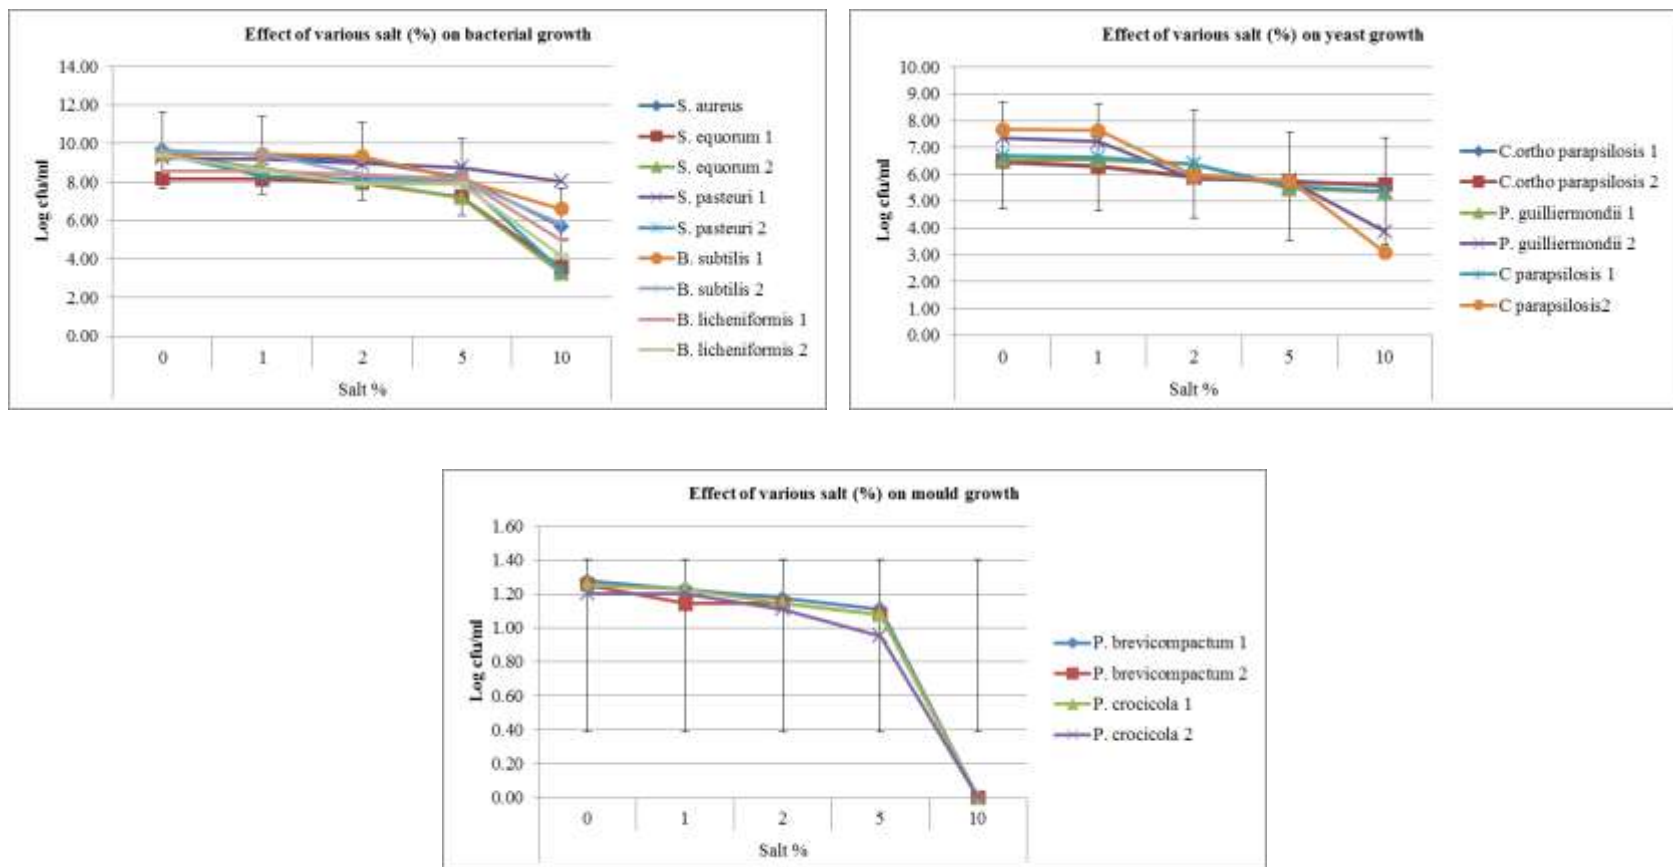 Effect of various salt (%) on bacterial growth
Log cfu/ml
14.00
12.00
10.00
8.00
6.00
4.00
2.00
0.00
0 1 2 5 10
Salt %
S. aureus
S. equorum 1
S. equorum 2
S. pasteuri 1
S. pasteuri 2
B. subtilis 1
B. subtilis 2
B. licheniformis 1
B. licheniformis 2
Effect of various salt (%) on yeast growth
Log cfu/ml
10.00
9.00
8.00
7.00
6.00
5.00
4.00
3.00
2.00
1.00
0.00
0 1 2 5 10
Salt %
C.ortho parapsilosis 1
C.ortho parapsilosis 2
P. guilliermondii 1
P. guilliermondii 2
C parapsilosis 1
C parapsilosis2
Effect of various salt (%) on mould growth
Log cfu/ml
1.60
1.40
1.20
1.00
0.80
0.60
0.40
0.20
0.00
0 1 2 5 10
Salt %
P. brevicompactum 1
P. brevicompactum 2
P. crocicola 1
P. crocicola 2